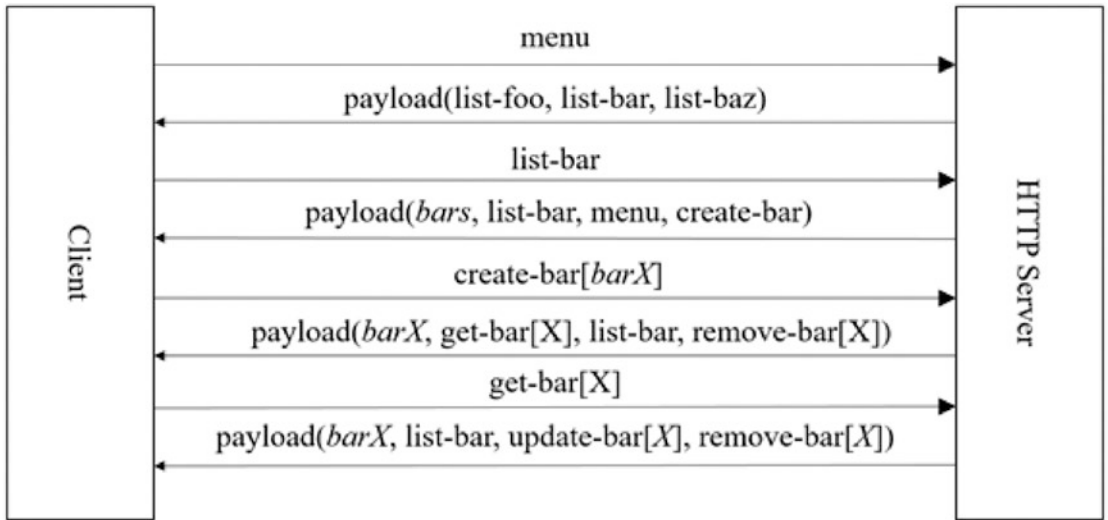 menu
payload(list-foo, list-bar, list-baz)
list-bar
payload(bars, list-bar, menu, create-bar)
create-bar[barX]
payload(barX, get-bar[X], list-bar, remove-bar[X])
get-bar[X]
payload(barX, list-bar, update-bar[X], remove-bar[X])
Client
HTTP Server